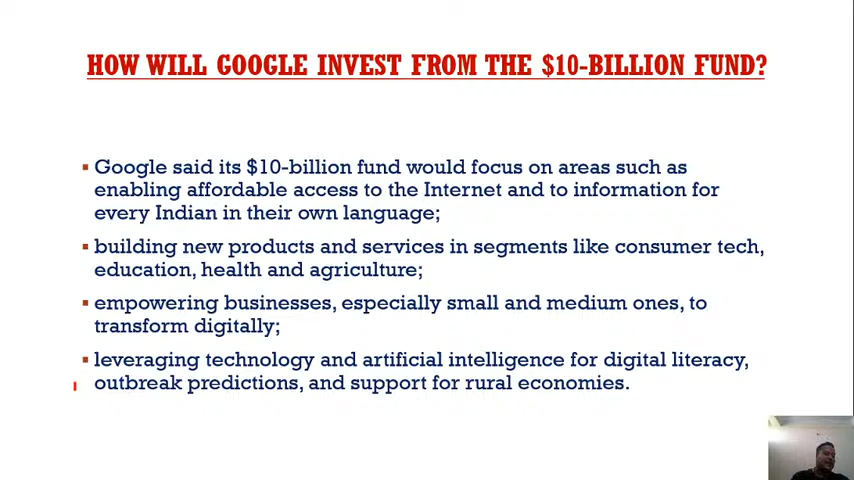 HOW WILL GOOGLE INVEST FROM THE $10-BILLION FUND?
Google said its $10-billion fund would focus on areas such as
enabling affordable access to the Internet and to information for
every Indian in their own language;
building new products and services in segments like consumer tech,
education, health and agriculture;
empowering businesses, especially small and medium ones, to
transform digitally;
leveraging technology and artificial intelligence for digital literacy,
outbreak predictions, and support for rural economies.